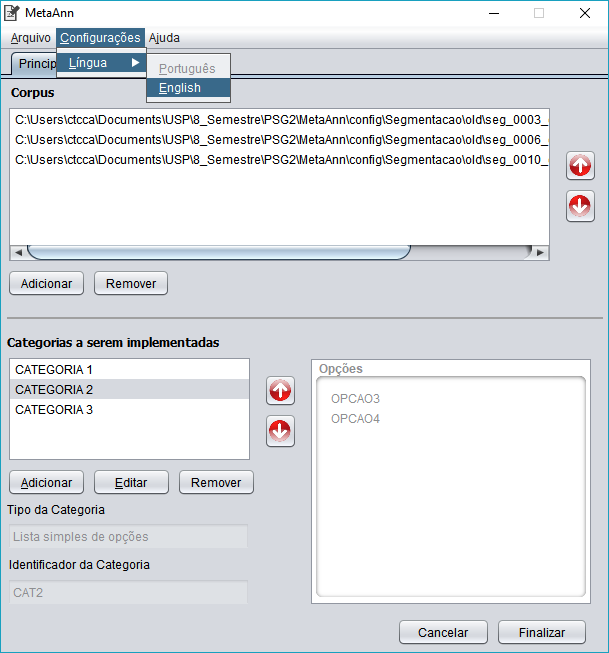 MetaAnn
Arquivo Configurações Ajuda
Língua
Português
English
Princip
Corpus
C:\Users\ctcca\Documents\USP\8_Semestre\PSG2\MetaAnn\config\Segmentacao\old\seg_0003_
C:\Users\ctcca\Documents\USP\8_Semestre\PSG2\MetaAnn\config\Segmentacao\old\seg_0006_
C:\Users\ctcca\Documents\USP\8_Semestre\PSG2\MetaAnn\config\Segmentacao\old\seg_0010_
Adicionar Remover
Categorias a serem implementadas
CATEGORIA 1
CATEGORIA 2
CATEGORIA 3
Adicionar Editar Remover
Tipo da Categoria
Lista simples de opções
Identificador da Categoria
CAT2
Opções
OPCAO3
OPCAO4
Cancelar Finalizar